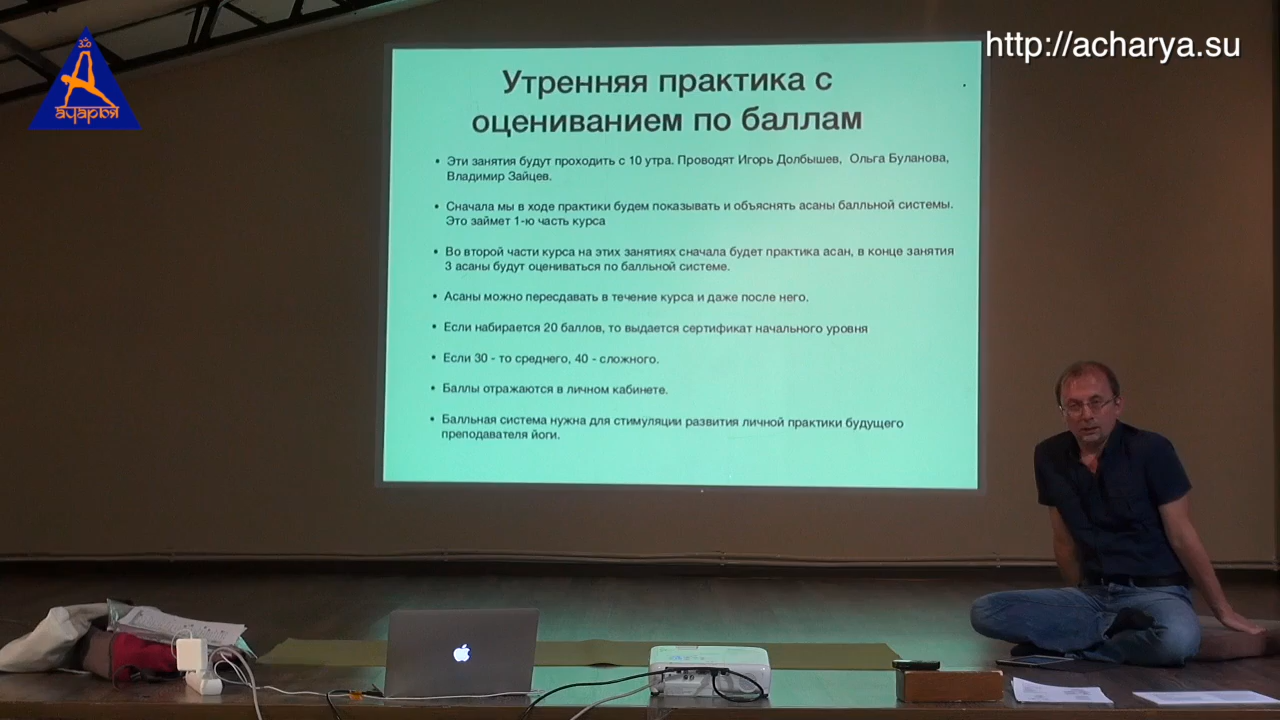 ॐ
ачарья
http://acharya.su
Утренняя практика с
оцениванием по баллам
• Эти занятия будут проходить с 10 утра. Проводят Игорь Долбышев, Ольга Буланова,
Владимир Зайцев.
• Сначала мы в ходе практики будем показывать и объяснять асаны балльной системы.
Это займет 1-ю часть курса
• Во второй части курса на этих занятиях сначала будет практика асан, в конце занятия
3 асаны будут оцениваться по балльной системе.
• Асаны можно пересдавать в течение курса и даже после него.
• Если набирается 20 баллов, то выдается сертификат начального уровня
• Если 30 - то среднего, 40 - сложного.
• Баллы отражаются в личном кабинете.
• Балльная система нужна для стимуляции развития личной практики будущего
преподавателя йоги.